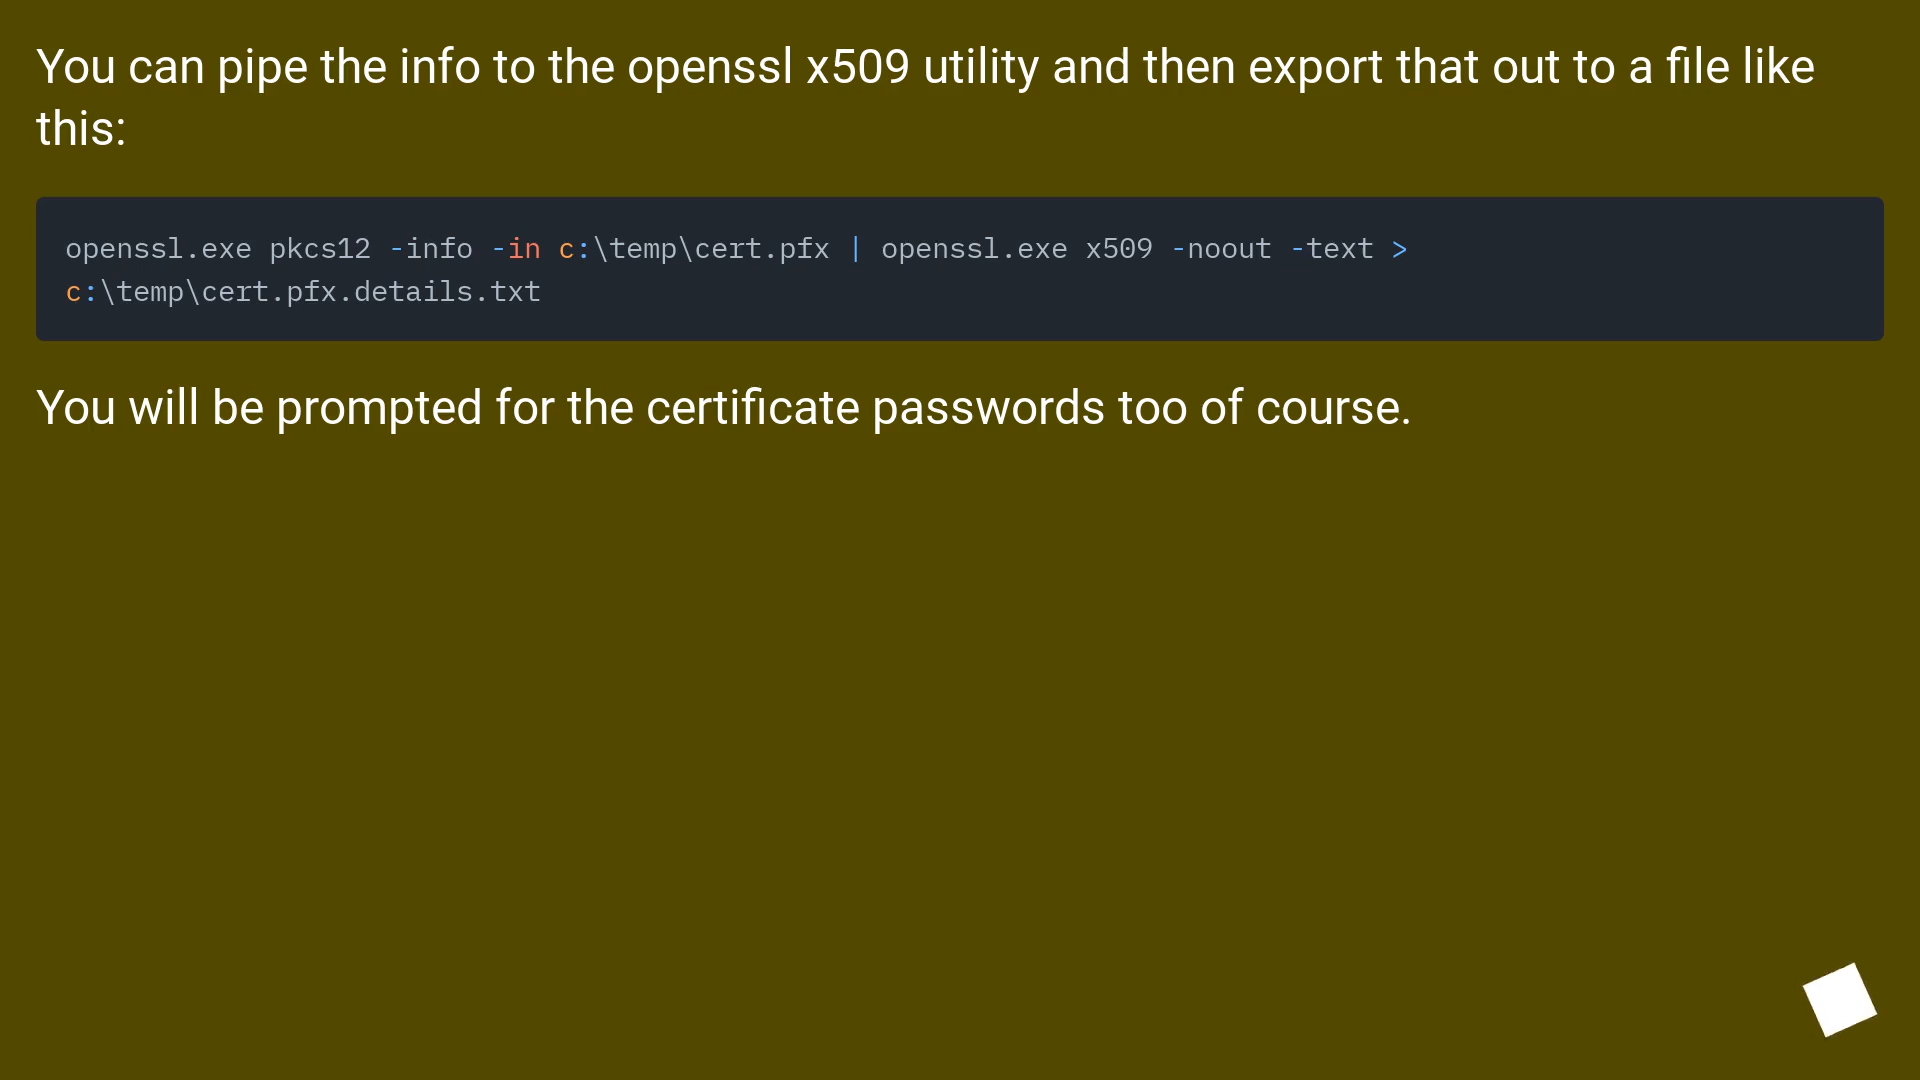 You can pipe the info to the openssl x509 utility and then export that out to a file like
this:
openssl.exe pkcs12 -info -in c:\temp\cert.pfx | openssl.exe x509 -noout -text >
c:\temp\cert.pfx.details.txt
You will be prompted for the certificate passwords too of course.